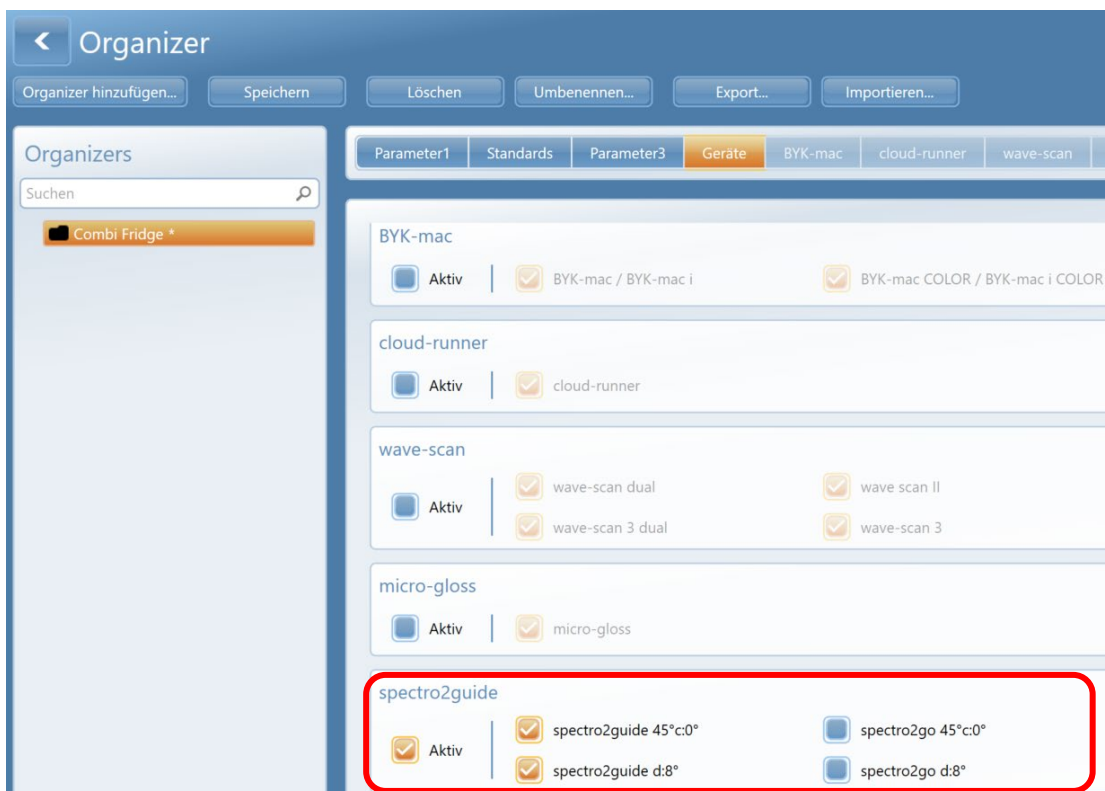 Organizer
Organizer hinzufügen... Speichern Löschen Umbenennen... Export... Importieren...
Organizers
Suchen
Combi Fridge *
Parameter1 Standards Parameter3 Geräte BYK-mac cloud-runner wave-scan
BYK-mac
Aktiv BYK-mac / BYK-mac i BYK-mac COLOR / BYK-mac i COLOR
cloud-runner
Aktiv cloud-runner
wave-scan
wave-scan dual wave scan II
Aktiv
wave-scan 3 dual wave-scan 3
micro-gloss
Aktiv micro-gloss
spectro2guide
spectro2guide 45°c:0° spectro2go 45°c:0°
Aktiv
spectro2guide d:8° spectro2go d:8°